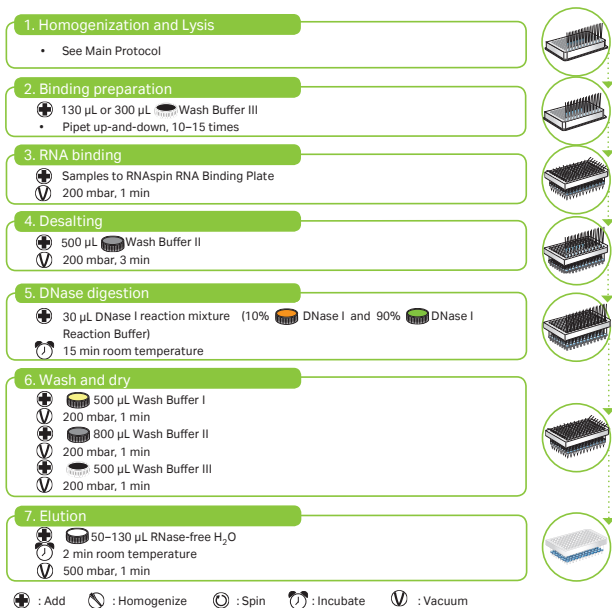 1. Homogenization and Lysis
• See Main Protocol
2. Binding preparation
130 µL or 300 µL Wash Buffer III
• Pipet up-and-down, 10–15 times
3. RNA binding
Samples to RNAspin RNA Binding Plate
200 mbar, 1 min
4. Desalting
500 µL Wash Buffer II
200 mbar, 3 min
5. DNase digestion
30 µL DNase I reaction mixture (10% DNase I and 90% DNase I
Reaction Buffer)
15 min room temperature
6. Wash and dry
500 µL Wash Buffer I
200 mbar, 1 min
800 µL Wash Buffer II
200 mbar, 1 min
500 µL Wash Buffer III
200 mbar, 1 min
7. Elution
50–130 µL RNase-free H₂O
2 min room temperature
500 mbar, 1 min
: Add : Homogenize : Spin : Incubate V : Vacuum